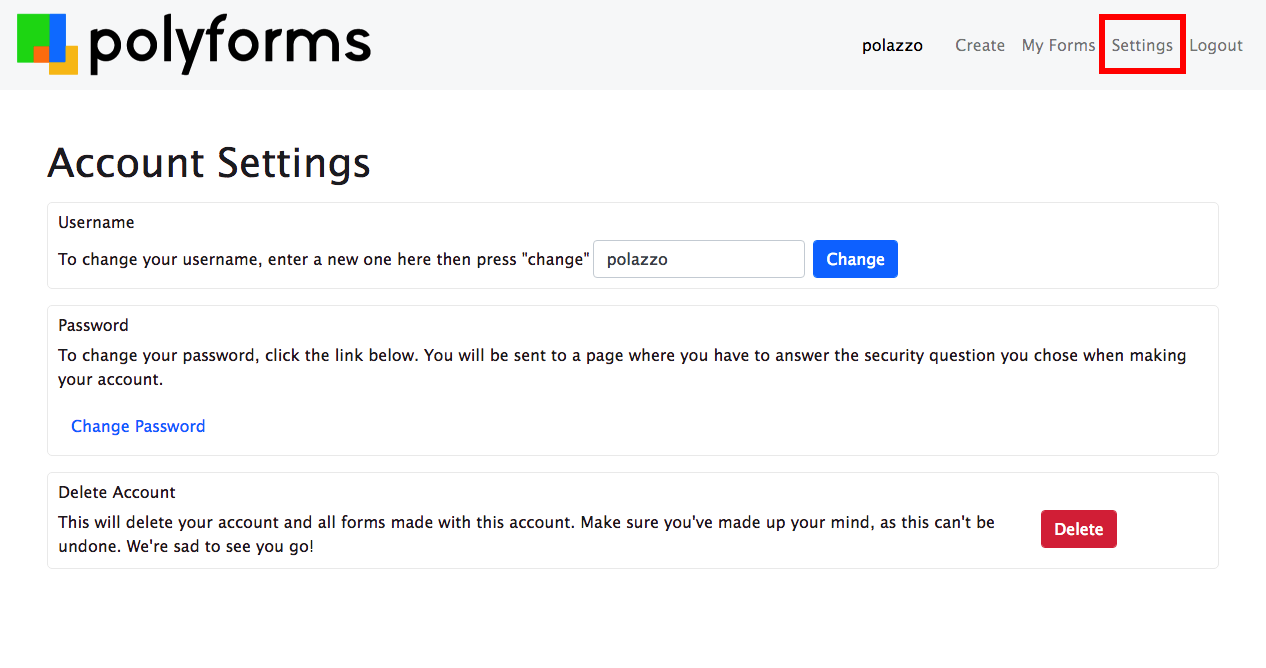 polyforms
polazzo Create My Forms Settings Logout
Account Settings
Username
To change your username, enter a new one here then press "change" polazzo Change
Password
To change your password, click the link below. You will be sent to a page where you have to answer the security question you chose when making
your account.
Change Password
Delete Account
This will delete your account and all forms made with this account. Make sure you've made up your mind, as this can't be
undone. We're sad to see you go!
Delete